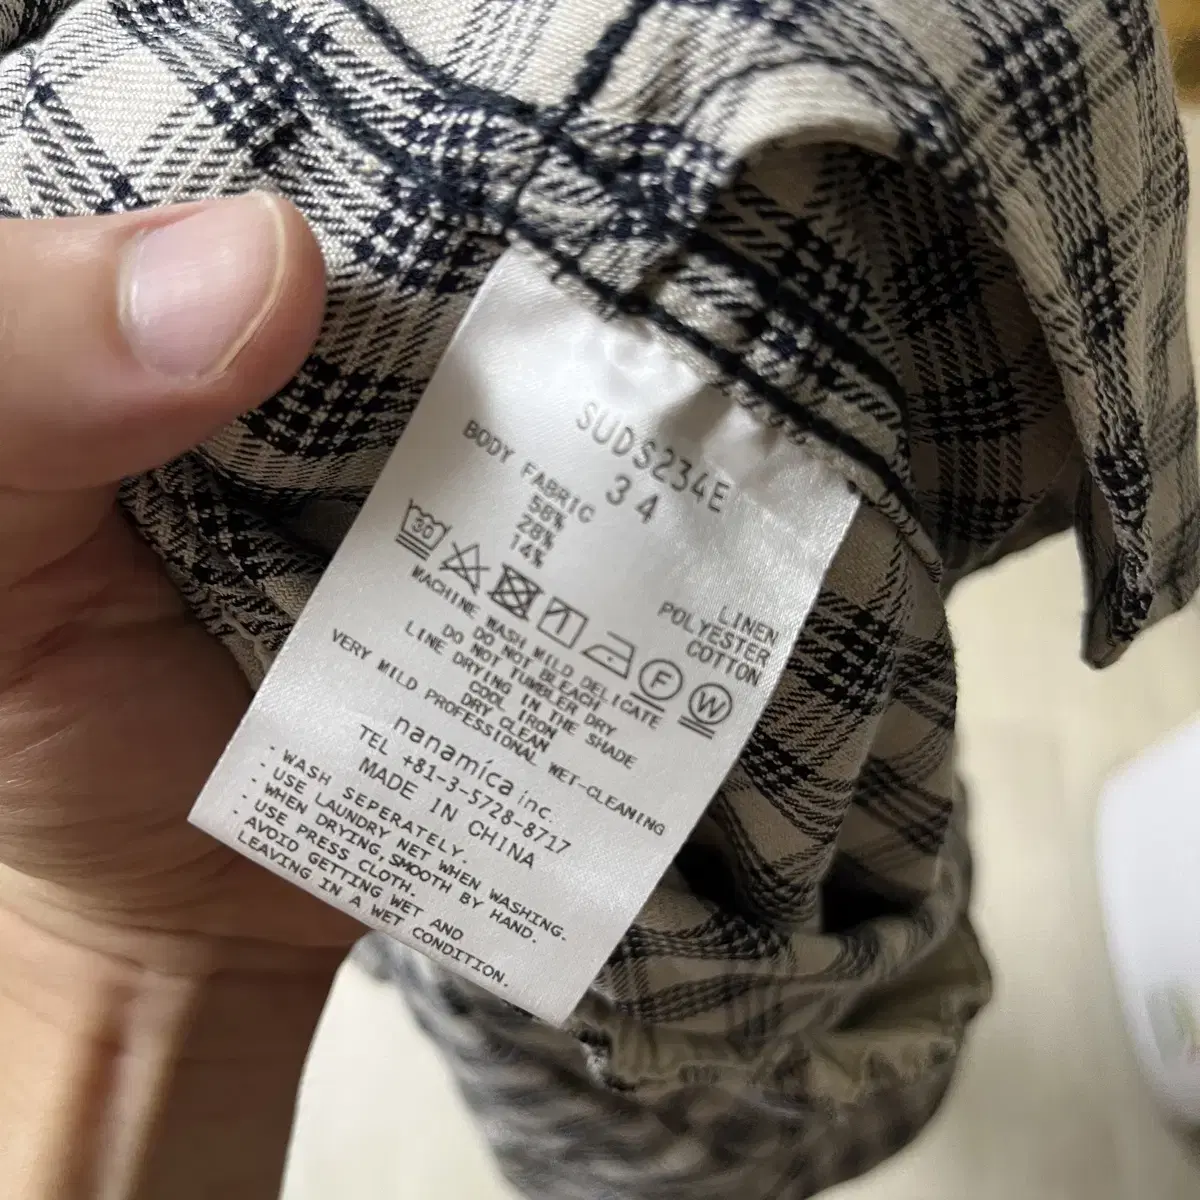 SUDS234E
34
BODY FABRIC
58% LINEN
28% POLYESTER
14% COTTON
30
F W
MACHINE WASH MILD DELICATE
DO NOT BLEACH
DO NOT TUMBLER DRY
LINE DRYING IN THE SHADE
COOL IRON
DRY CLEAN
VERY MILD PROFESSIONAL WET-CLEANING
nanamica inc.
TEL +81-3-5728-8717
MADE IN CHINA
· WASH SEPERATELY.
· USE LAUNDRY NET WHEN WASHING.
· WHEN DRYING, SMOOTH BY HAND.
· USE PRESS CLOTH.
· AVOID GETTING WET AND
LEAVING IN A WET CONDITION.